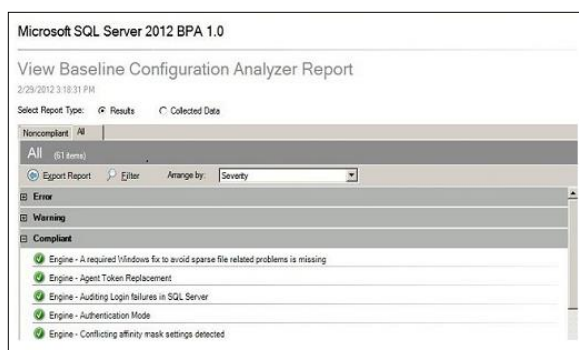 Microsoft SQL Server 2012 BPA 1.0
View Baseline Configuration Analyzer Report
2/29/2012 3:18:31 PM
Select Report Type: Results Collected Data
Noncompliant All
All (61 items)
Export Report Filter Arrange by: Severity
Error
Warning
Compliant
Engine - A required Windows fix to avoid sparse file related problems is missing
Engine - Agent Token Replacement
Engine - Auditing Login failures in SQL Server
Engine - Authentication Mode
Engine - Conflicting affinity mask settings detected